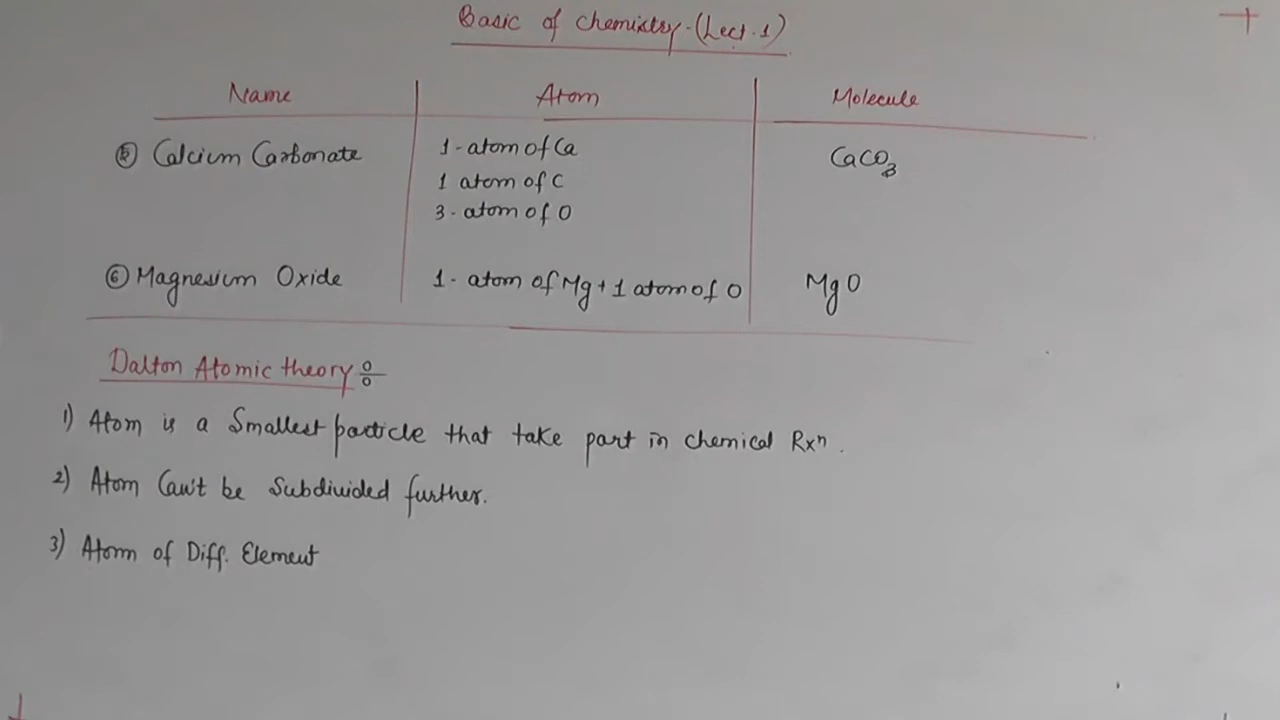 Basic of chemistry-(Lect.1)
Name Atom Molecule
⑤ Calcium Carbonate 1-atom of Ca CaCO₃
1 atom of C
3-atom of O
⑥ Magnesium Oxide 1-atom of Mg+1 atom of O MgO
Dalton Atomic theory÷
1) Atom is a Smallest particle that take part in chemical Rxⁿ.
2) Atom Can't be Subdivided further.
3) Atom of Diff. Element